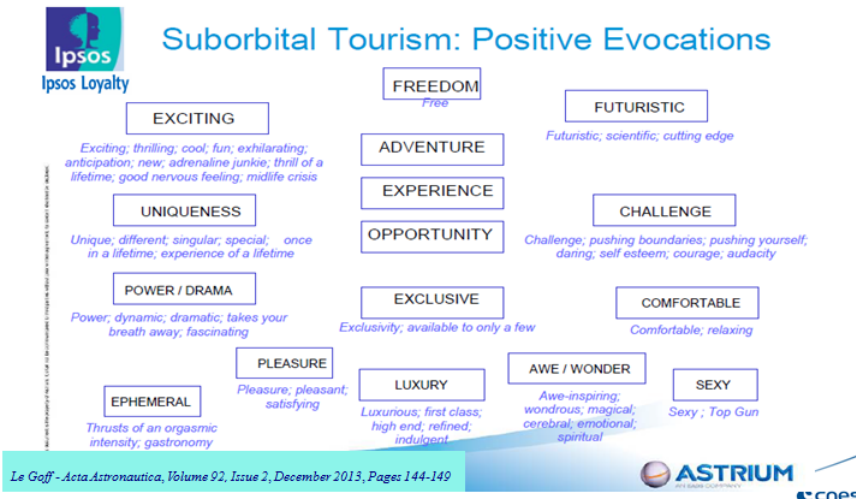 Ipsos
Ipsos Loyalty
Suborbital Tourism: Positive Evocations
FREEDOM
Free
EXCITING
Exciting; thrilling; cool; fun; exhilarating;
anticipation; new; adrenaline junkie; thrill of a
lifetime; good nervous feeling; midlife crisis
FUTURISTIC
Futuristic; scientific; cutting edge
ADVENTURE
EXPERIENCE
OPPORTUNITY
UNIQUENESS
Unique; different; singular; special; once
in a lifetime; experience of a lifetime
CHALLENGE
Challenge; pushing boundaries; pushing yourself;
daring; self esteem; courage; audacity
POWER / DRAMA
Power; dynamic; dramatic; takes your
breath away; fascinating
EXCLUSIVE
Exclusivity; available to only a few
COMFORTABLE
Comfortable; relaxing
PLEASURE
Pleasure; pleasant;
satisfying
EPHEMERAL
Thrusts of an orgasmic
intensity; gastronomy
LUXURY
Luxurious; first class;
high end; refined;
indulgent
AWE / WONDER
Awe-inspiring;
wondrous; magical;
cerebral; emotional;
spiritual
SEXY
Sexy ; Top Gun
Le Goff - Acta Astronautica, Volume 92, Issue 2, December 2013, Pages 144-149
ASTRIUM
AN EADS COMPANY